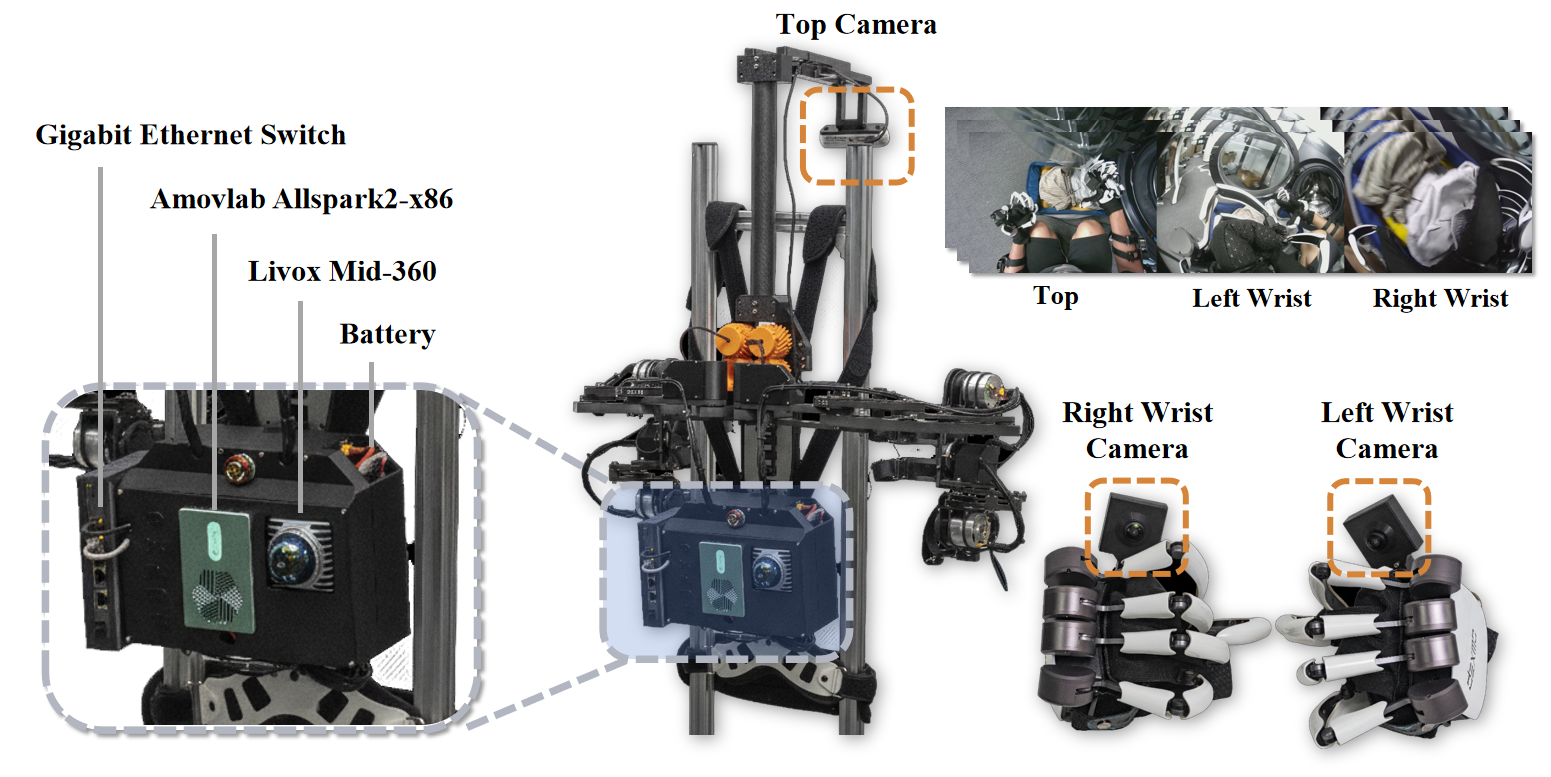 Top Camera
Gigabit Ethernet Switch
Amovlab Allspark2-x86
Livox Mid-360
Battery
Top
Left Wrist
Right Wrist
Right Wrist
Camera
Left Wrist
Camera